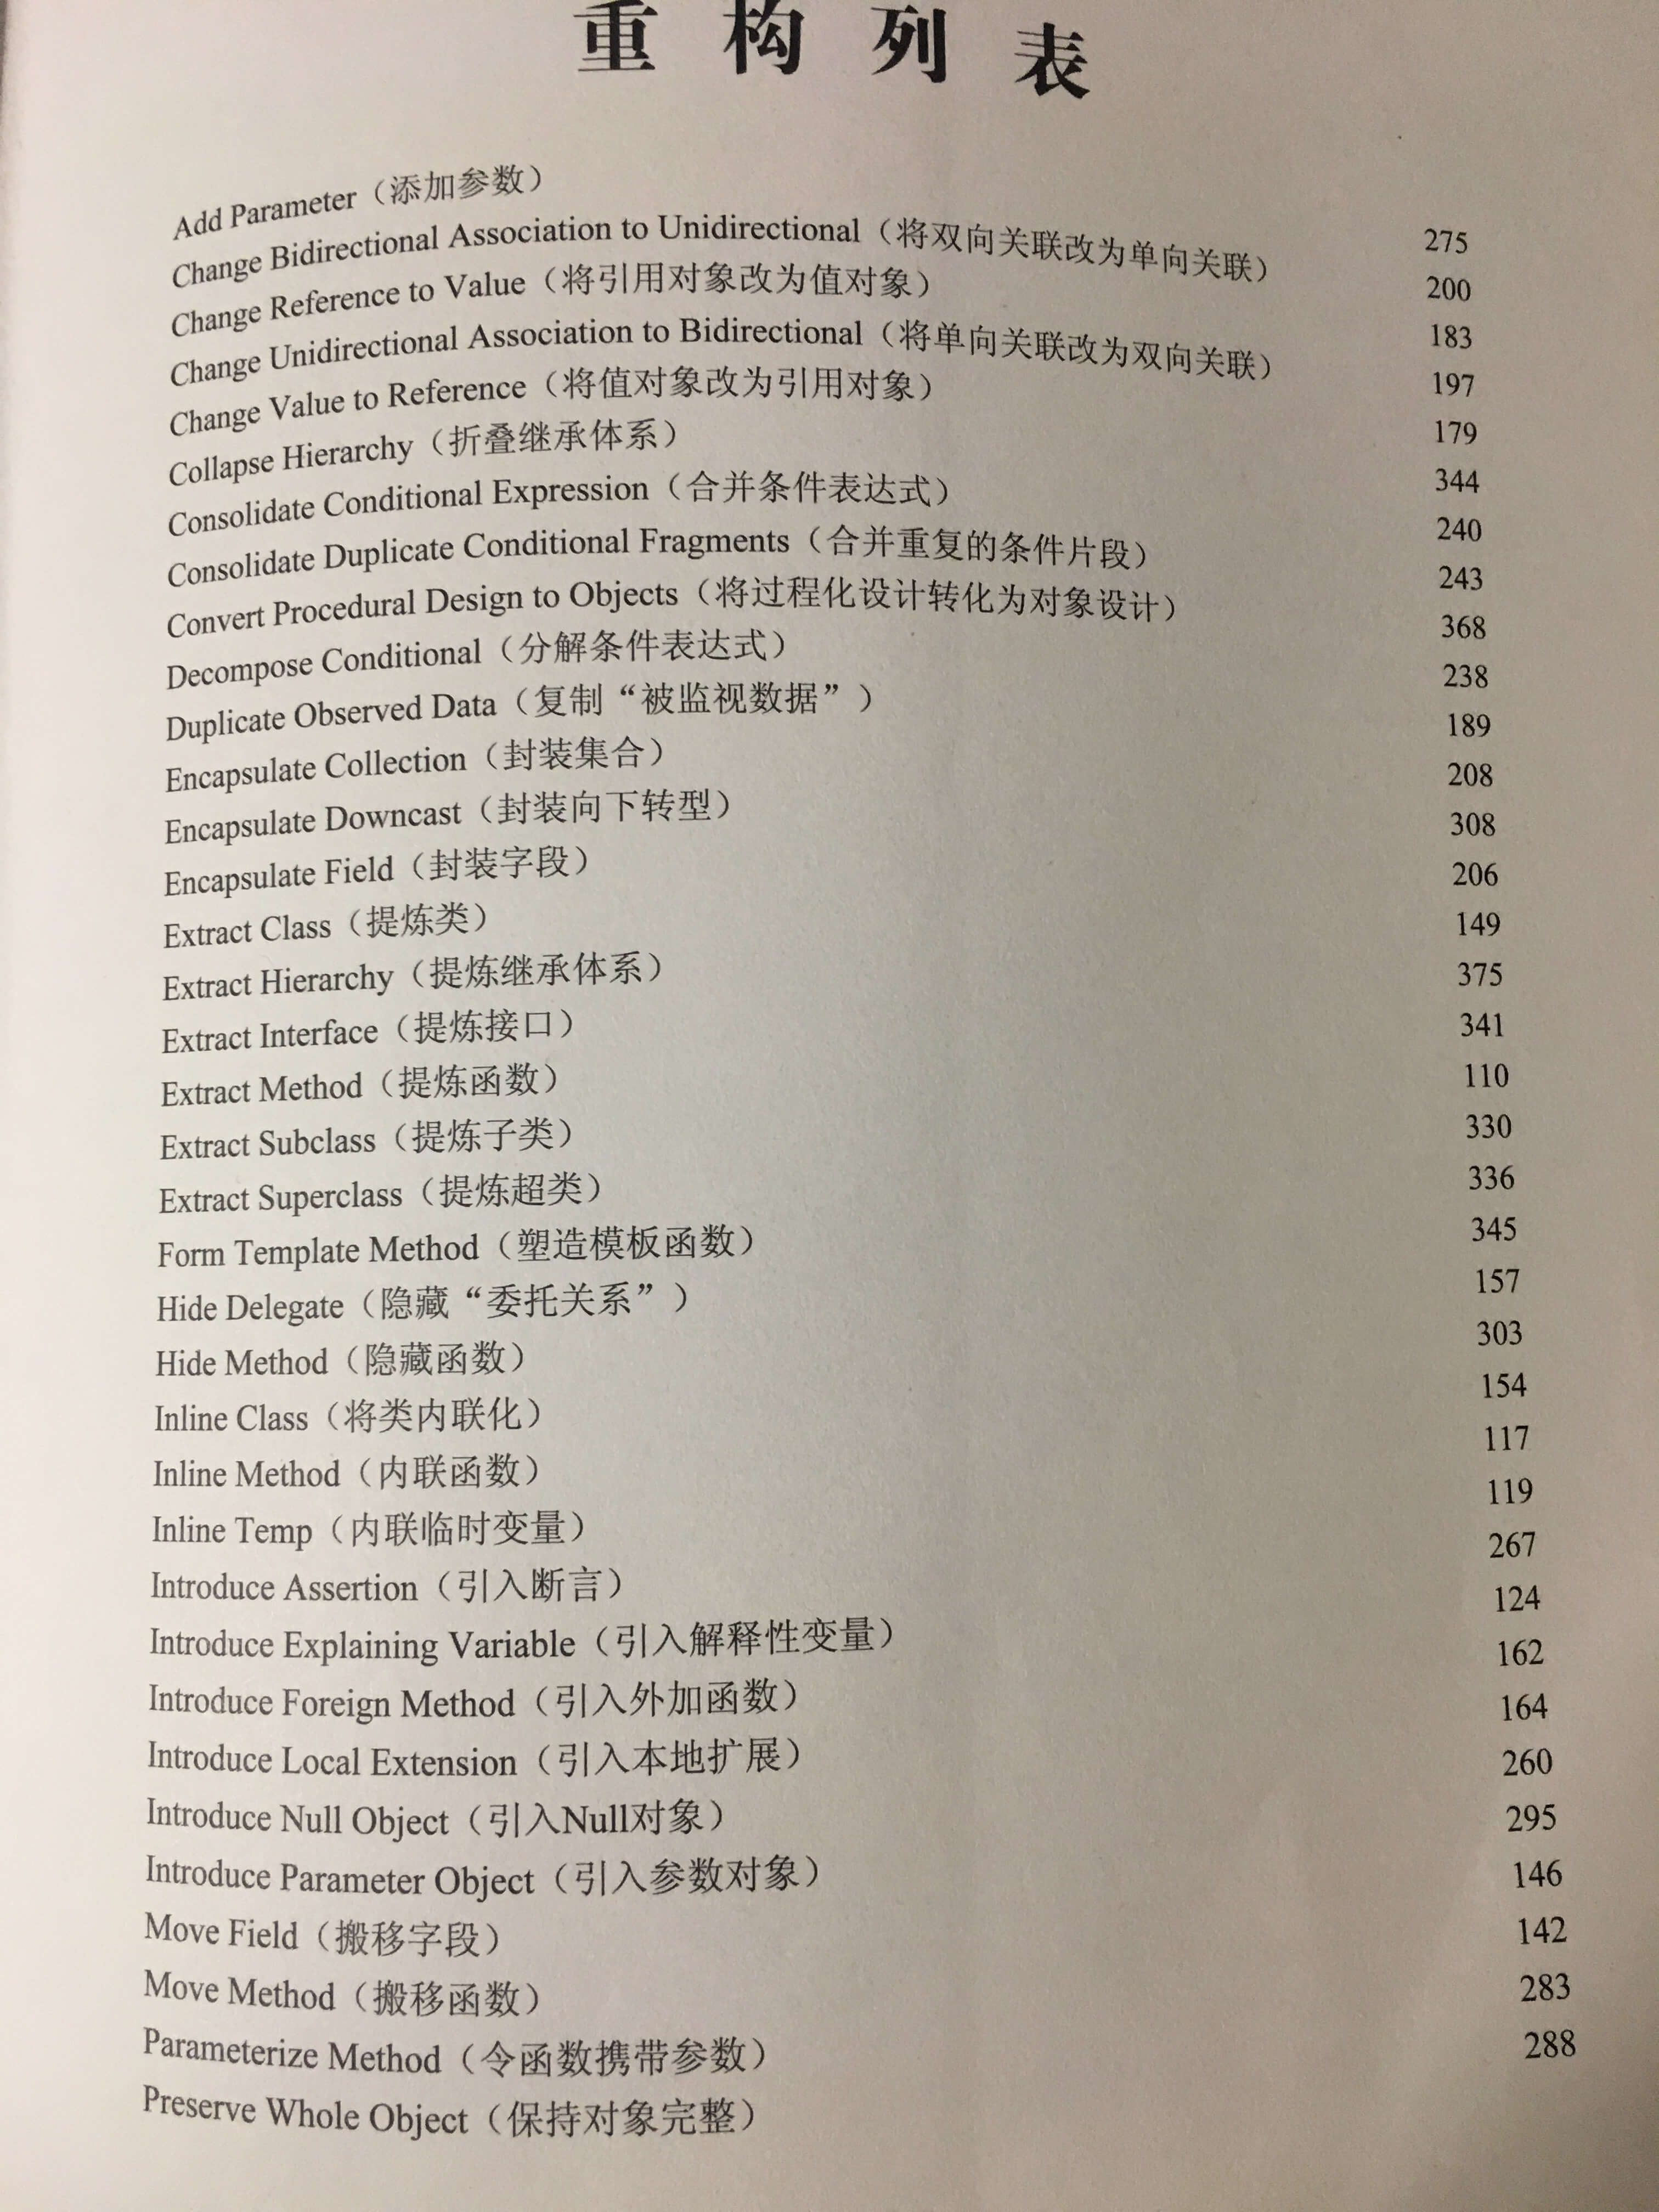 重构列表
Add Parameter（添加参数） 275
Change Bidirectional Association to Unidirectional（将双向关联改为单向关联） 200
Change Reference to Value（将引用对象改为值对象） 183
Change Unidirectional Association to Bidirectional（将单向关联改为双向关联） 197
Change Value to Reference（将值对象改为引用对象） 179
Collapse Hierarchy（折叠继承体系） 344
Consolidate Conditional Expression（合并条件表达式） 240
Consolidate Duplicate Conditional Fragments（合并重复的条件片段） 243
Convert Procedural Design to Objects（将过程化设计转化为对象设计） 368
Decompose Conditional（分解条件表达式） 238
Duplicate Observed Data（复制“被监视数据”） 189
Encapsulate Collection（封装集合） 208
Encapsulate Downcast（封装向下转型） 308
Encapsulate Field（封装字段） 206
Extract Class（提炼类） 149
Extract Hierarchy（提炼继承体系） 375
Extract Interface（提炼接口） 341
Extract Method（提炼函数） 110
Extract Subclass（提炼子类） 330
Extract Superclass（提炼超类） 336
Form Template Method（塑造模板函数） 345
Hide Delegate（隐藏“委托关系”） 157
Hide Method（隐藏函数） 303
Inline Class（将类内联化） 154
Inline Method（内联函数） 117
Inline Temp（内联临时变量） 119
Introduce Assertion（引入断言） 267
Introduce Explaining Variable（引入解释性变量） 124
Introduce Foreign Method（引入外加函数） 162
Introduce Local Extension（引入本地扩展） 164
Introduce Null Object（引入Null对象） 260
Introduce Parameter Object（引入参数对象） 295
Move Field（搬移字段） 146
Move Method（搬移函数） 142
Parameterize Method（令函数携带参数） 283
Preserve Whole Object（保持对象完整） 288